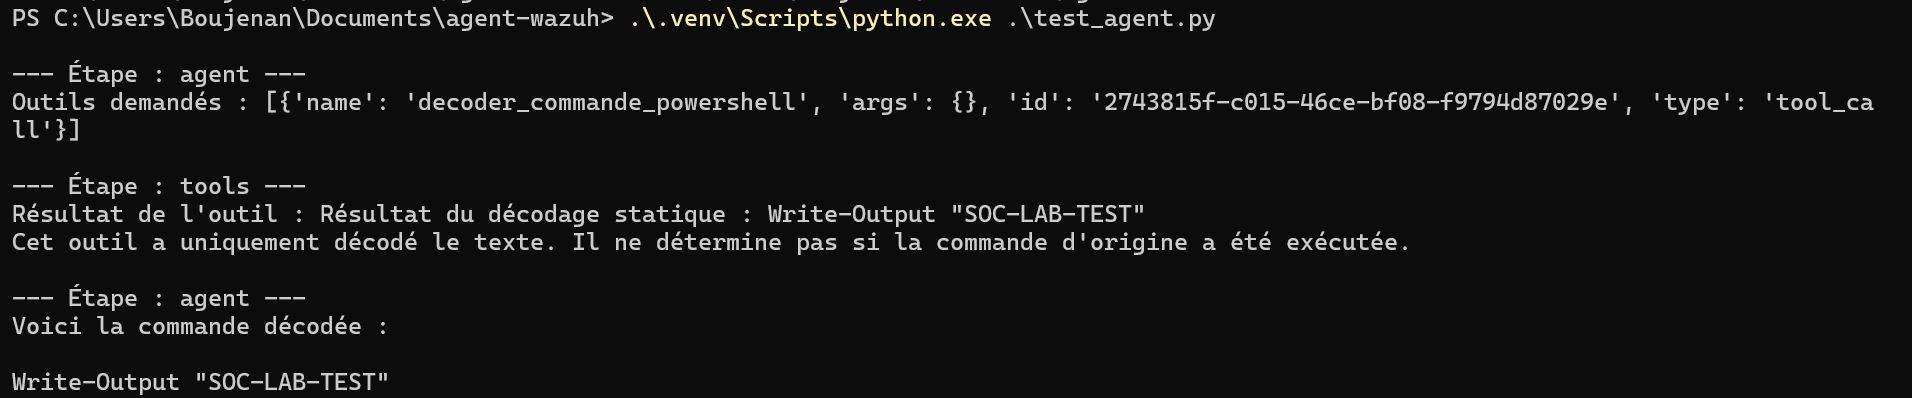 PS C:\Users\Boujenan\Documents\agent-wazuh> .\.venv\Scripts\python.exe .\test_agent.py
--- Étape : agent ---
Outils demandés : [{'name': 'decoder_commande_powershell', 'args': {}, 'id': '2743815f-c015-46ce-bf08-f9794d87029e', 'type': 'tool_ca
ll'}]
--- Étape : tools ---
Résultat de l'outil : Résultat du décodage statique : Write-Output "SOC-LAB-TEST"
Cet outil a uniquement décodé le texte. Il ne détermine pas si la commande d'origine a été exécutée.
--- Étape : agent ---
Voici la commande décodée :
Write-Output "SOC-LAB-TEST"